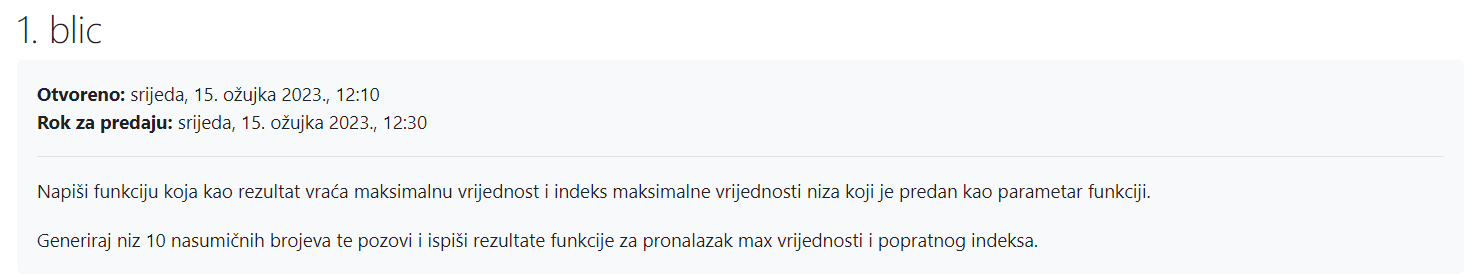 1. blic
Otvoreno: srijeda, 15. ožujka 2023., 12:10
Rok za predaju: srijeda, 15. ožujka 2023., 12:30
Napiši funkciju koja kao rezultat vraća maksimalnu vrijednost i indeks maksimalne vrijednosti niza koji je predan kao parametar funkciji.
Generiraj niz 10 nasumičnih brojeva te pozovi i ispiši rezultate funkcije za pronalazak max vrijednosti i popratnog indeksa.